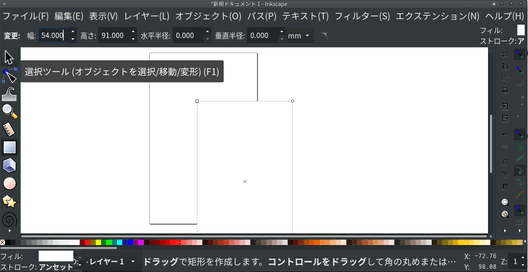 *新規ドキュメント 1 - Inkscape
ファイル(F) 編集(E) 表示(V) レイヤー(L) オブジェクト(O) パス(P) テキスト(T) フィルター(S) エクステンション(N) ヘルプ(H)
変更: 幅: 54.000 高さ: 91.000 水平半径: 0.000 垂直半径: 0.000 mm フィル:
ストローク: ア
選択ツール (オブジェクトを選択/移動/変形) (F1)
フィル: レイヤー 1 ドラッグで矩形を作成します。コントロールをドラッグして角の丸めまたは… X: -72.76 Z: 1
ストローク: アンセット Y: 98.08